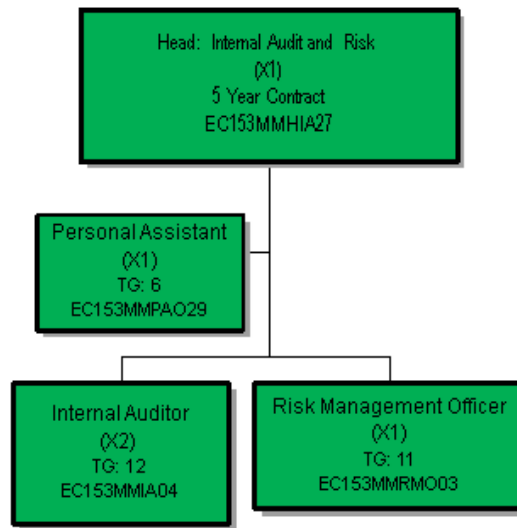 Head: Internal Audit and Risk
(X1)
5 Year Contract
EC153MMHIA27
Personal Assistant
(X1)
TG: 6
EC153MMPAO29
Internal Auditor
(X2)
TG: 12
EC153MMIA04
Risk Management Officer
(X1)
TG: 11
EC153MMRMO03